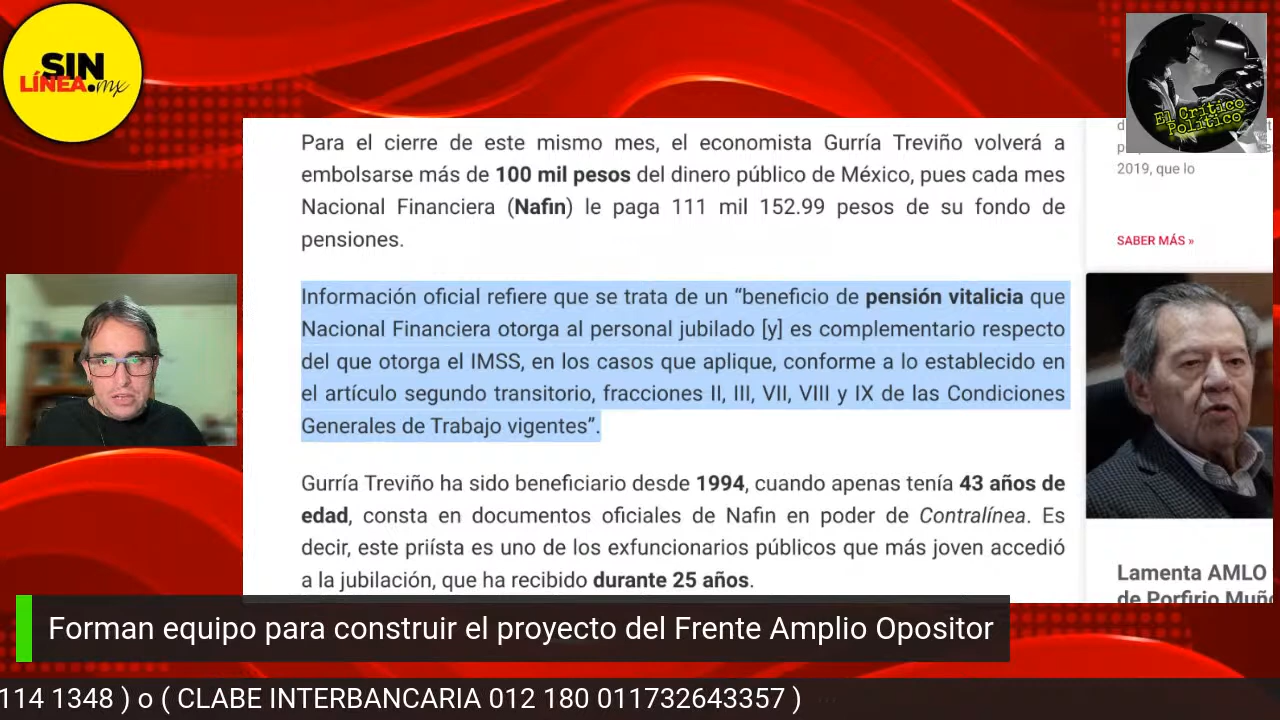 SIN
LÍNEA.mx
El Crítico
Político
Para el cierre de este mismo mes, el economista Gurría Treviño volverá a
embolsarse más de 100 mil pesos del dinero público de México, pues cada mes
Nacional Financiera (Nafin) le paga 111 mil 152.99 pesos de su fondo de
pensiones.
Información oficial refiere que se trata de un “beneficio de pensión vitalicia que
Nacional Financiera otorga al personal jubilado [y] es complementario respecto
del que otorga el IMSS, en los casos que aplique, conforme a lo establecido en
el artículo segundo transitorio, fracciones II, III, VII, VIII y IX de las Condiciones
Generales de Trabajo vigentes”.
Gurría Treviño ha sido beneficiario desde 1994, cuando apenas tenía 43 años de
edad, consta en documentos oficiales de Nafin en poder de Contralínea. Es
decir, este priísta es uno de los exfuncionarios públicos que más joven accedió
a la jubilación, que ha recibido durante 25 años.
2019, que lo
SABER MÁS »
Lamenta AMLO
de Porfirio Muñ
Forman equipo para construir el proyecto del Frente Amplio Opositor
114 1348 ) o ( CLABE INTERBANCARIA 012 180 011732643357 )